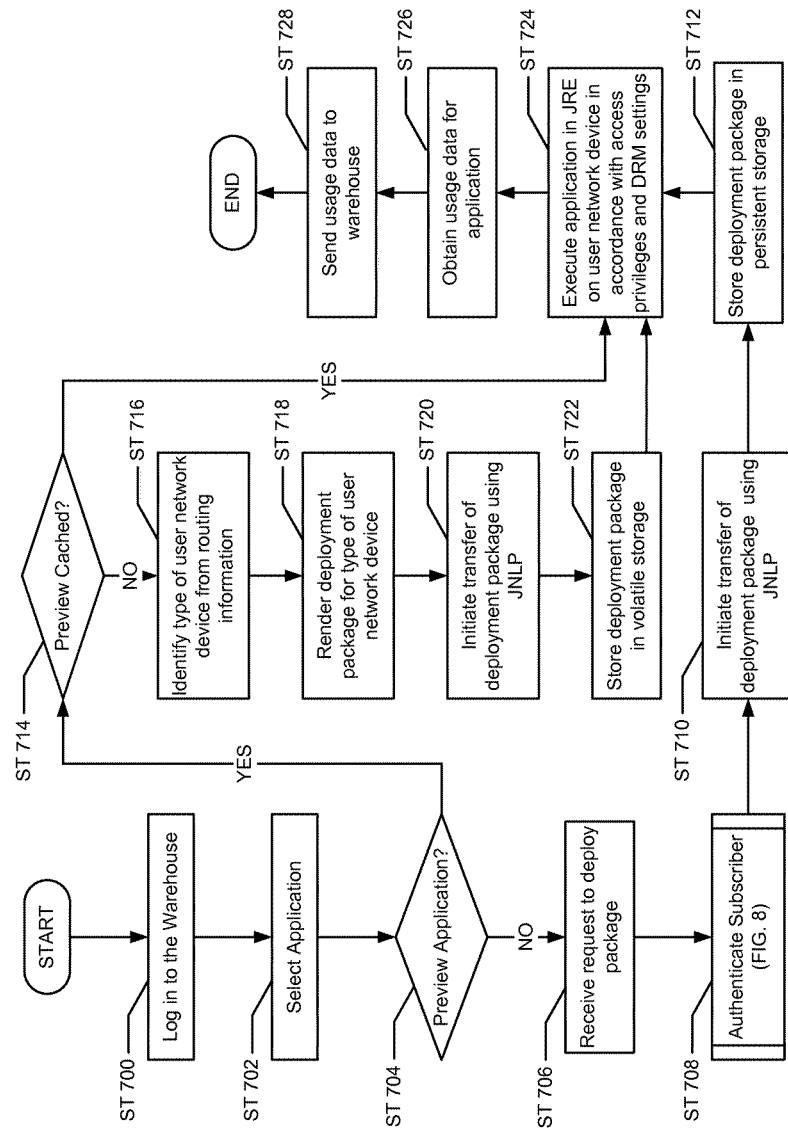 START
ST 700
Log in to the Warehouse
ST 702
Select Application
ST 704
Preview Application?
YES
NO
ST 706
Receive request to deploy
package
ST 708
Authenticate Subscriber
(FIG. 8)
ST 710
Initiate transfer of
deployment package using
JNLP
ST 712
Store deployment package in
persistent storage
ST 714
Preview Cached?
YES
NO
ST 716
Identify type of user network
device from routing
information
ST 718
Render deployment
package for type of user
network device
ST 720
Initiate transfer of
deployment package using
JNLP
ST 722
Store deployment package
in volatile storage
ST 724
Execute application in JRE
on user network device in
accordance with access
privileges and DRM settings
ST 726
Obtain usage data for
application
ST 728
Send usage data to
warehouse
END